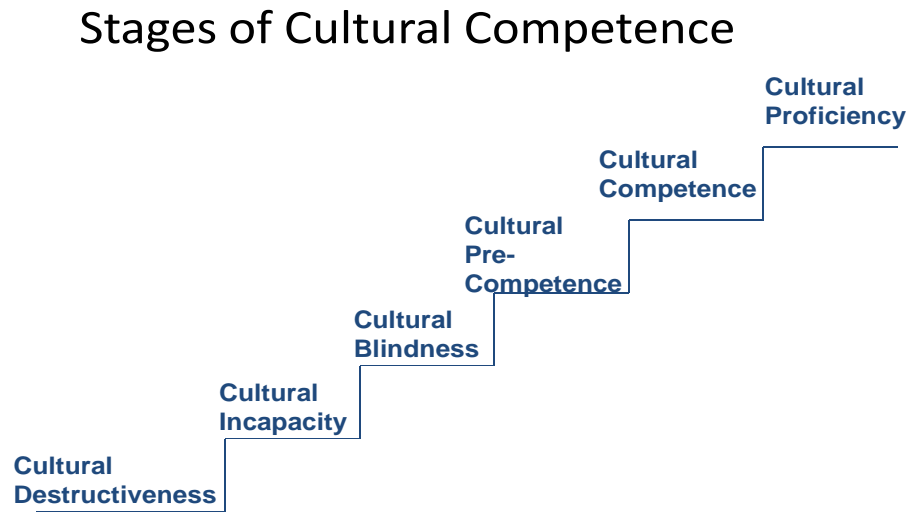 Stages of Cultural Competence
Cultural
Proficiency
Cultural
Competence
Cultural
Pre-
Competence
Cultural
Blindness
Cultural
Incapacity
Cultural
Destructiveness